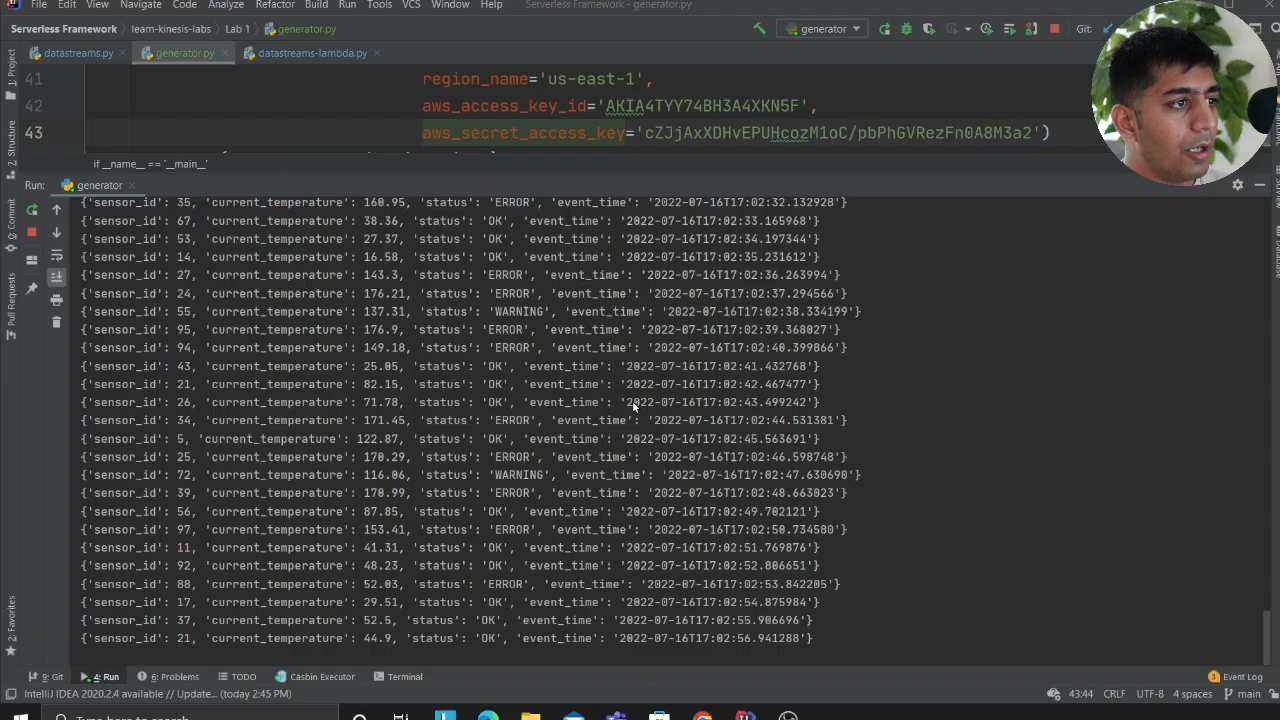 File Edit View Navigate Code Analyze Refactor Build Run Tools VCS Window Help Serverless Framework - generator.py
Serverless Framework learn-kinesis-labs Lab 1 generator.py generator Git:
datastreams.py generator.py datastreams-lambda.py
1: Project
7: Structure
Commit
Pull Requests
2: Favorites
41 region_name='us-east-1',
42 aws_access_key_id='[credential redacted]',
43 aws_secret_access_key='[credential redacted]')
if __name__ == '__main__'
Run: generator
{'sensor_id': 35, 'current_temperature': 160.95, 'status': 'ERROR', 'event_time': '2022-07-16T17:02:32.132928'}
{'sensor_id': 67, 'current_temperature': 38.36, 'status': 'OK', 'event_time': '2022-07-16T17:02:33.165968'}
{'sensor_id': 53, 'current_temperature': 27.37, 'status': 'OK', 'event_time': '2022-07-16T17:02:34.197344'}
{'sensor_id': 14, 'current_temperature': 16.58, 'status': 'OK', 'event_time': '2022-07-16T17:02:35.231612'}
{'sensor_id': 27, 'current_temperature': 143.3, 'status': 'ERROR', 'event_time': '2022-07-16T17:02:36.263994'}
{'sensor_id': 24, 'current_temperature': 176.21, 'status': 'ERROR', 'event_time': '2022-07-16T17:02:37.294566'}
{'sensor_id': 55, 'current_temperature': 137.31, 'status': 'WARNING', 'event_time': '2022-07-16T17:02:38.334199'}
{'sensor_id': 95, 'current_temperature': 176.9, 'status': 'ERROR', 'event_time': '2022-07-16T17:02:39.368027'}
{'sensor_id': 94, 'current_temperature': 149.18, 'status': 'ERROR', 'event_time': '2022-07-16T17:02:40.399866'}
{'sensor_id': 43, 'current_temperature': 25.05, 'status': 'OK', 'event_time': '2022-07-16T17:02:41.432768'}
{'sensor_id': 21, 'current_temperature': 82.15, 'status': 'OK', 'event_time': '2022-07-16T17:02:42.467477'}
{'sensor_id': 26, 'current_temperature': 71.78, 'status': 'OK', 'event_time': '2022-07-16T17:02:43.499242'}
{'sensor_id': 34, 'current_temperature': 171.45, 'status': 'ERROR', 'event_time': '2022-07-16T17:02:44.531381'}
{'sensor_id': 5, 'current_temperature': 122.87, 'status': 'OK', 'event_time': '2022-07-16T17:02:45.563691'}
{'sensor_id': 25, 'current_temperature': 170.29, 'status': 'ERROR', 'event_time': '2022-07-16T17:02:46.598748'}
{'sensor_id': 72, 'current_temperature': 116.06, 'status': 'WARNING', 'event_time': '2022-07-16T17:02:47.630690'}
{'sensor_id': 39, 'current_temperature': 170.99, 'status': 'ERROR', 'event_time': '2022-07-16T17:02:48.663023'}
{'sensor_id': 56, 'current_temperature': 87.85, 'status': 'OK', 'event_time': '2022-07-16T17:02:49.702121'}
{'sensor_id': 97, 'current_temperature': 153.41, 'status': 'ERROR', 'event_time': '2022-07-16T17:02:50.734580'}
{'sensor_id': 11, 'current_temperature': 41.31, 'status': 'OK', 'event_time': '2022-07-16T17:02:51.769876'}
{'sensor_id': 92, 'current_temperature': 48.23, 'status': 'OK', 'event_time': '2022-07-16T17:02:52.806651'}
{'sensor_id': 88, 'current_temperature': 52.03, 'status': 'ERROR', 'event_time': '2022-07-16T17:02:53.842205'}
{'sensor_id': 17, 'current_temperature': 29.51, 'status': 'OK', 'event_time': '2022-07-16T17:02:54.875984'}
{'sensor_id': 37, 'current_temperature': 52.5, 'status': 'OK', 'event_time': '2022-07-16T17:02:55.906696'}
{'sensor_id': 21, 'current_temperature': 44.9, 'status': 'OK', 'event_time': '2022-07-16T17:02:56.941288'}
9: Git 4: Run 6: Problems TODO Casbin Executor Terminal 3 Event Log
IntelliJ IDEA 2020.2.4 available // Update... (today 2:45 PM) 43:44 CRLF UTF-8 4 spaces main